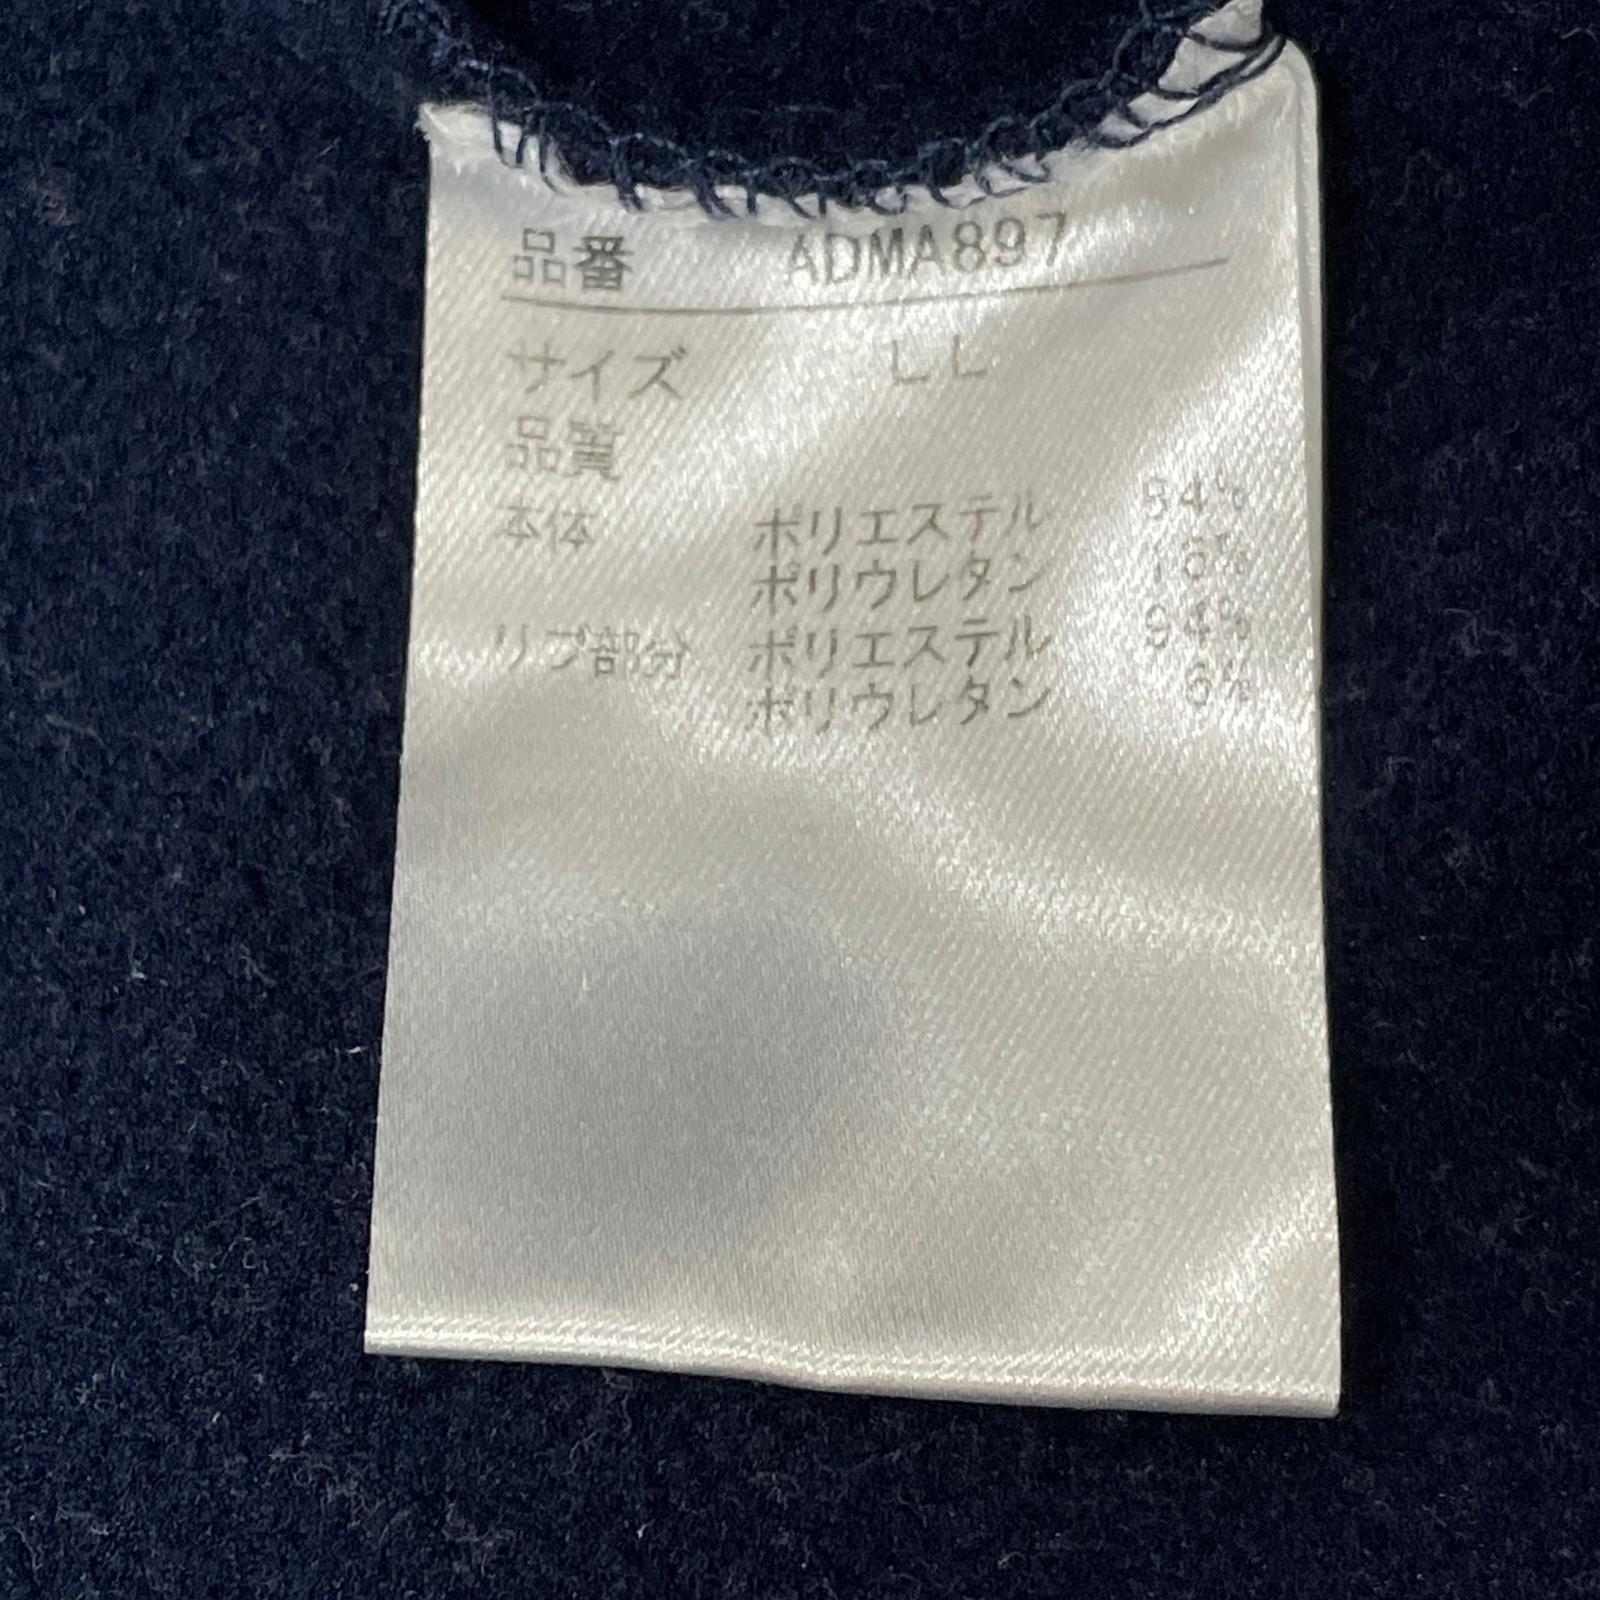 品番 ADMA897
サイズ LL
品質
本体 ポリエステル 84%
ポリウレタン 16%
リブ部分 ポリエステル 94%
ポリウレタン 6%